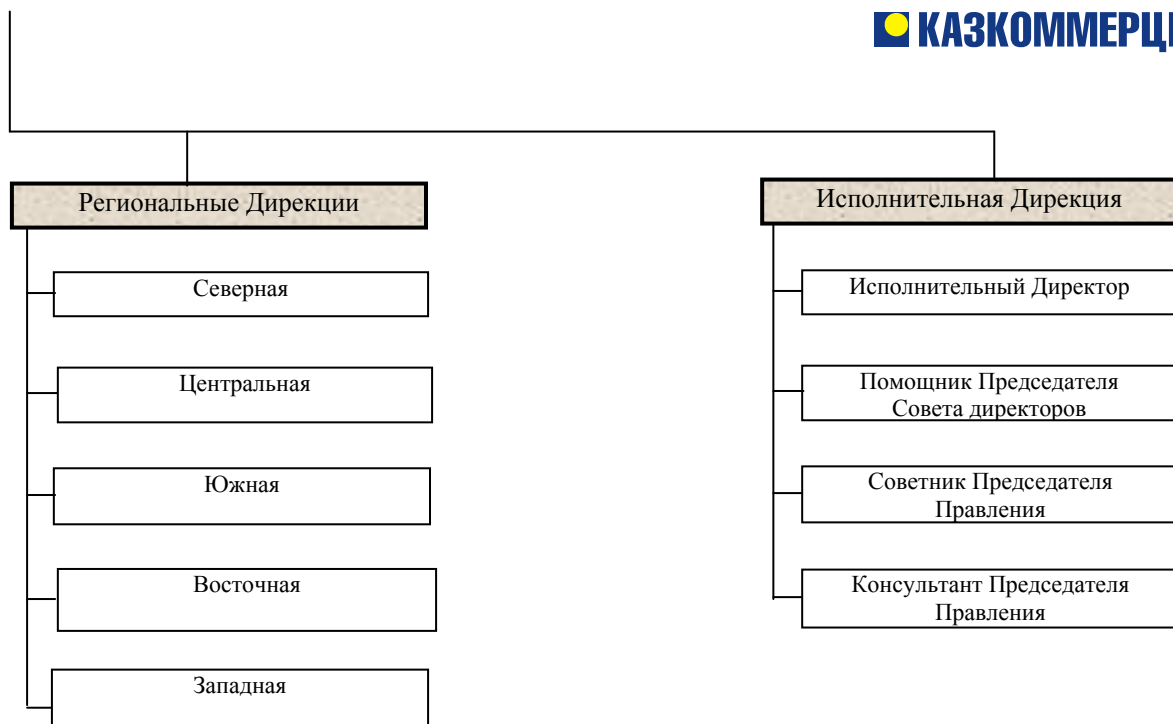 КАЗКОММЕРЦ
Региональные Дирекции
Северная
Центральная
Южная
Восточная
Западная
Исполнительная Дирекция
Исполнительный Директор
Помощник Председателя
Совета директоров
Советник Председателя
Правления
Консультант Председателя
Правления